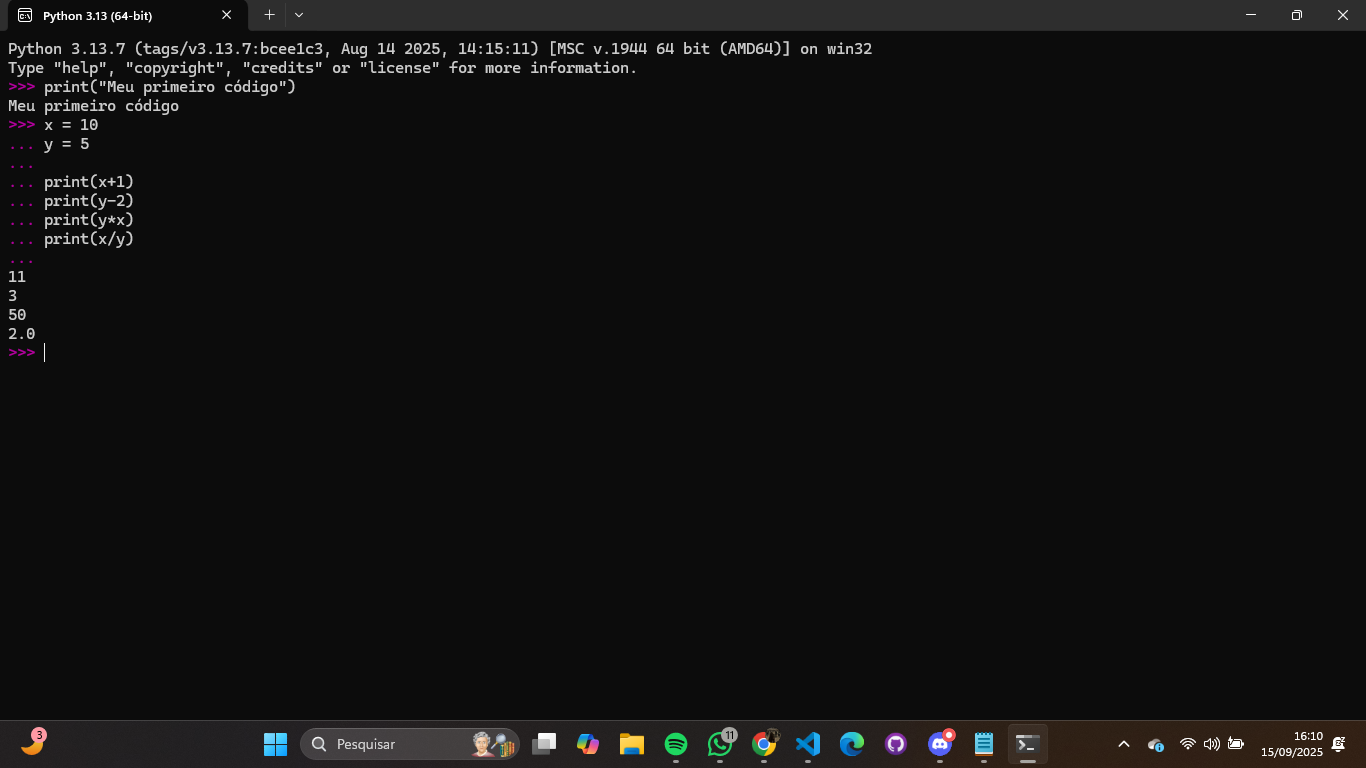 Python 3.13 (64-bit)
Python 3.13.7 (tags/v3.13.7:bcee1c3, Aug 14 2025, 14:15:11) [MSC v.1944 64 bit (AMD64)] on win32
Type "help", "copyright", "credits" or "license" for more information.
>>> print("Meu primeiro código")
Meu primeiro código
>>> x = 10
... y = 5
...
... print(x+1)
... print(y-2)
... print(y*x)
... print(x/y)
...
11
3
50
2.0
>>>
3
Pesquisar
11
16:10
15/09/2025